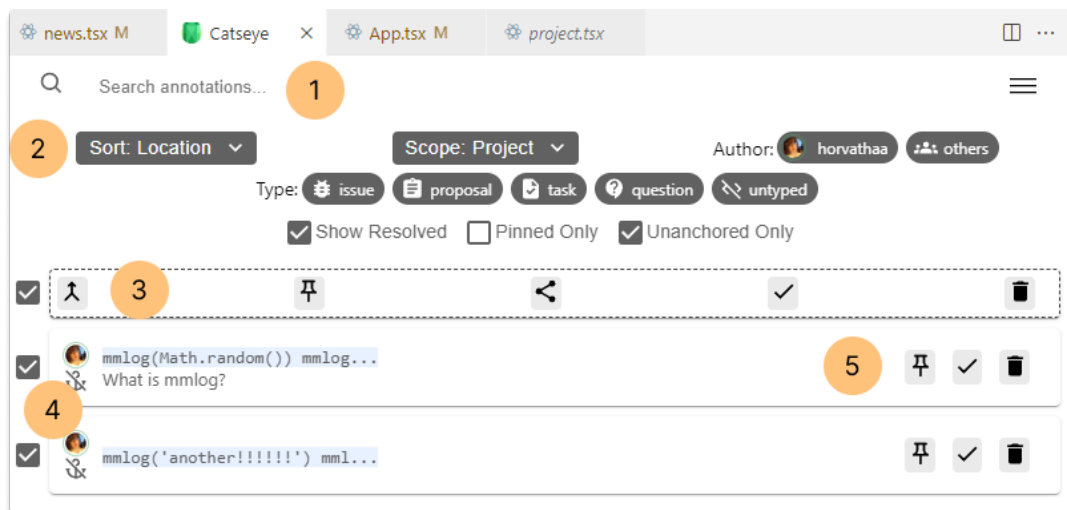 news.tsx M Catseye App.tsx M project.tsx
Search annotations... 1
2 Sort: Location Scope: Project Author: horvathaa others
Type: issue proposal task question untyped
Show Resolved Pinned Only Unanchored Only
3
mmlog(Math.random()) mmlog...
What is mmlog?
5
4
mmlog('another!!!!!!') mml...